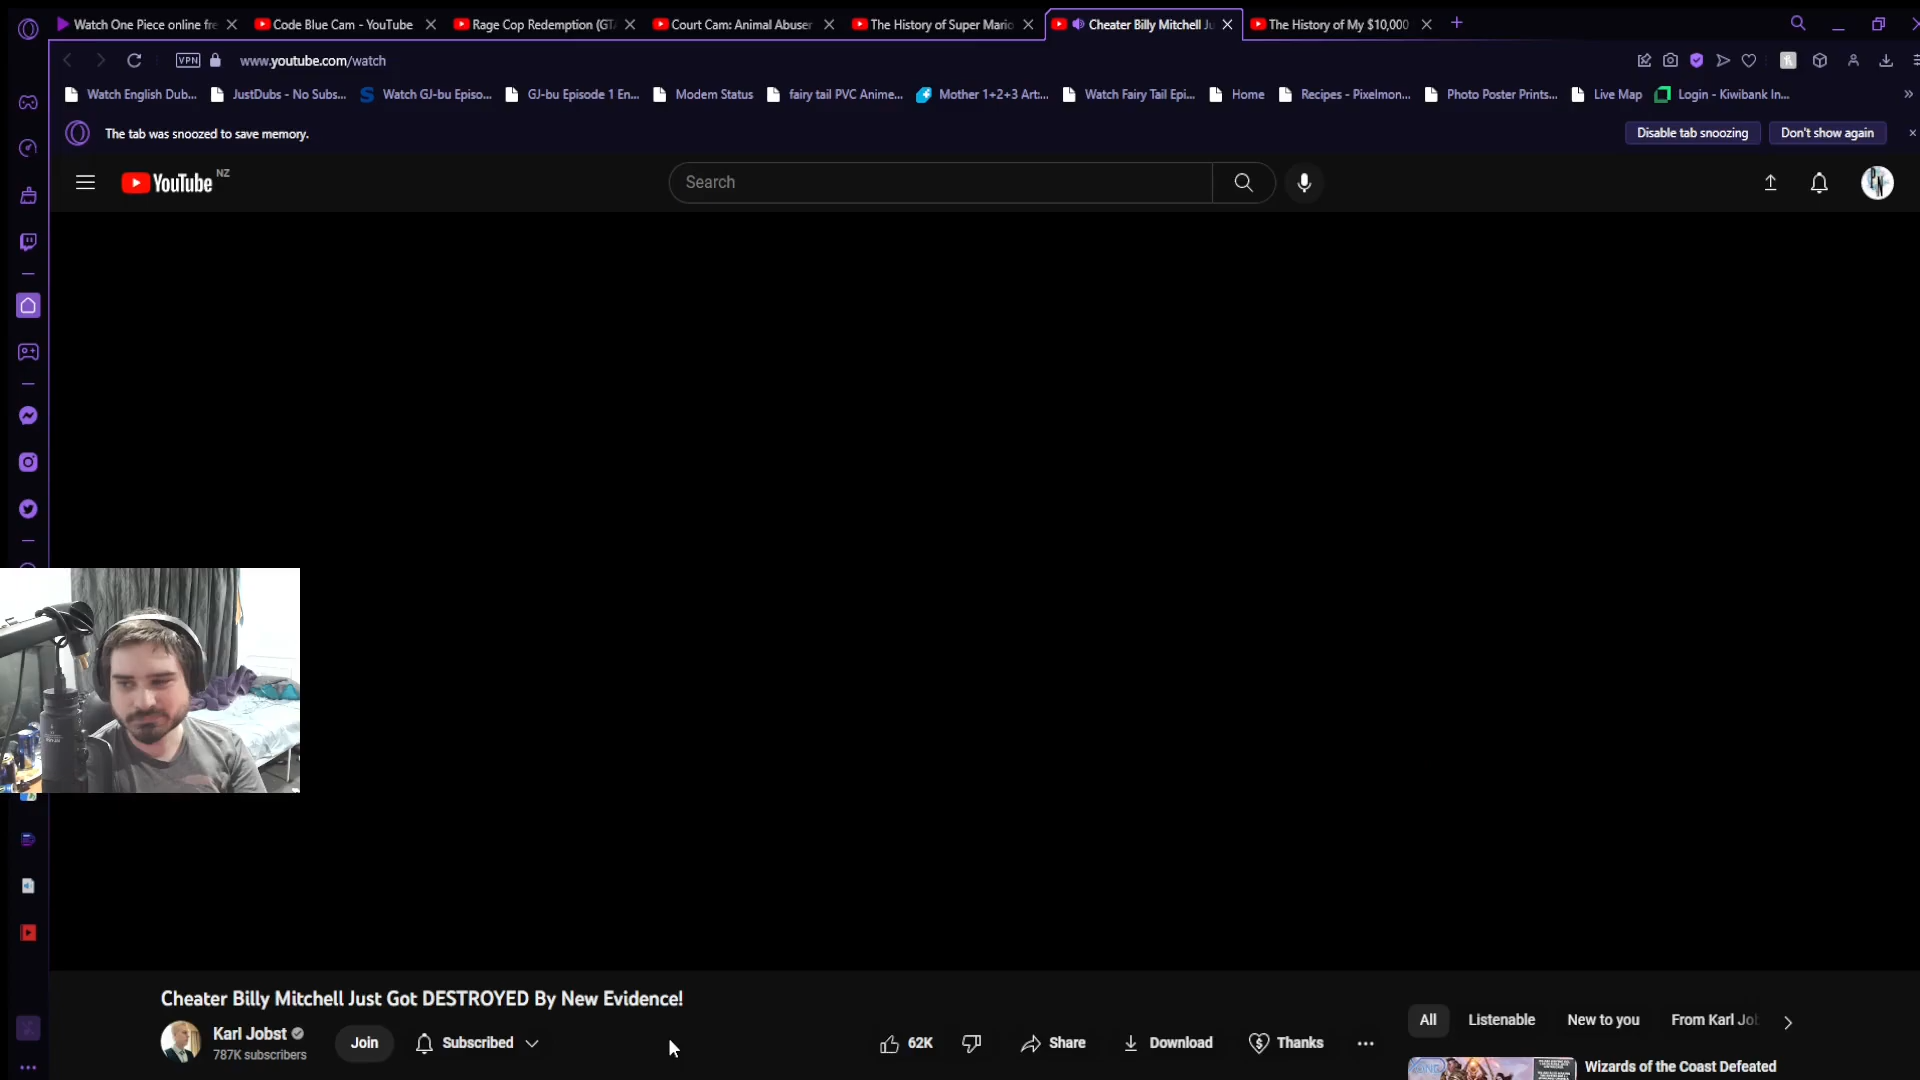 Watch One Piece online fre
Code Blue Cam - YouTube
Rage Cop Redemption (GTA
Court Cam: Animal Abuser
The History of Super Mario
Cheater Billy Mitchell Ju
The History of My $10,000
VPN
www.youtube.com/watch
Watch English Dub...
JustDubs - No Subs...
Watch GJ-bu Episo...
GJ-bu Episode 1 En...
Modem Status
fairy tail PVC Anime...
Mother 1+2+3 Art:...
Watch Fairy Tail Epi...
Home
Recipes - Pixelmon...
Photo Poster Prints...
Live Map
Login - Kiwibank In...
The tab was snoozed to save memory.
Disable tab snoozing
Don't show again
YouTube NZ
Search
Cheater Billy Mitchell Just Got DESTROYED By New Evidence!
Karl Jobst
787K subscribers
Join
Subscribed
62K
Share
Download
Thanks
All
Listenable
New to you
From Karl Job
Wizards of the Coast Defeated